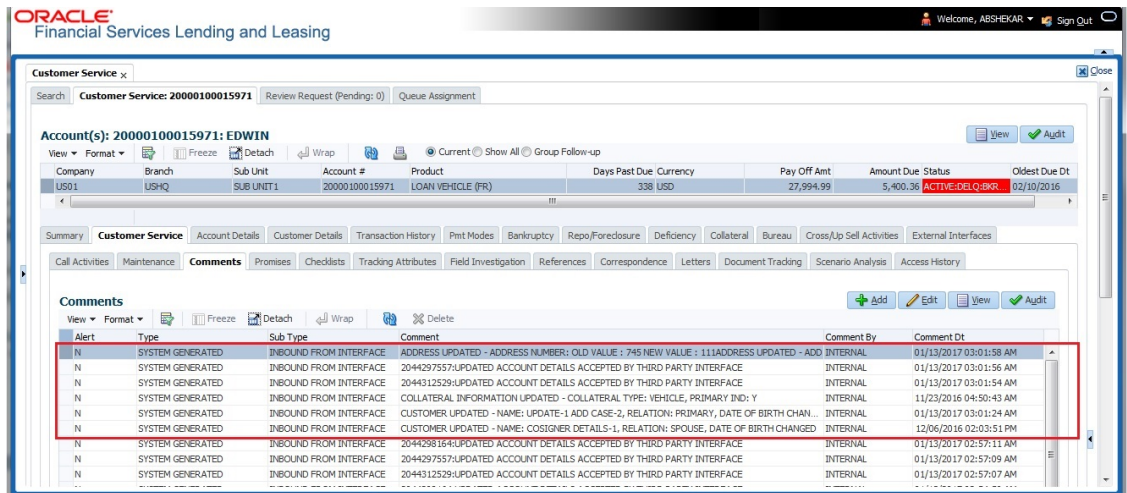 ORACLE®
Welcome, ABSHEKAR Sign Out
Financial Services Lending and Leasing
Customer Service x
Close
Search Customer Service: 20000100015971 Review Request (Pending: 0) Queue Assignment
Account(s): 20000100015971: EDWIN
View Audit
View Format Freeze Detach Wrap Current Show All Group Follow-up
Company Branch Sub Unit Account # Product Days Past Due Currency Pay Off Amt Amount Due Status Oldest Due Dt
US01 USHQ SUB UNIT1 20000100015971 LOAN VEHICLE (FR) 338 USD 27,994.99 5,400.36 ACTIVE:DELQ:BKR... 02/10/2016
Summary Customer Service Account Details Customer Details Transaction History Pmt Modes Bankruptcy Repo/Foreclosure Deficiency Collateral Bureau Cross/Up Sell Activities External Interfaces
Call Activities Maintenance Comments Promises Checklists Tracking Attributes Field Investigation References Correspondence Letters Document Tracking Scenario Analysis Access History
Comments
Add Edit View Audit
View Format Freeze Detach Wrap Delete
Alert Type Sub Type Comment Comment By Comment Dt
N SYSTEM GENERATED INBOUND FROM INTERFACE ADDRESS UPDATED - ADDRESS NUMBER: OLD VALUE : 745 NEW VALUE : 111ADDRESS UPDATED - ADD INTERNAL 01/13/2017 03:01:58 AM
N SYSTEM GENERATED INBOUND FROM INTERFACE 2044297557:UPDATED ACCOUNT DETAILS ACCEPTED BY THIRD PARTY INTERFACE INTERNAL 01/13/2017 03:01:56 AM
N SYSTEM GENERATED INBOUND FROM INTERFACE 2044312529:UPDATED ACCOUNT DETAILS ACCEPTED BY THIRD PARTY INTERFACE INTERNAL 01/13/2017 03:01:54 AM
N SYSTEM GENERATED INBOUND FROM INTERFACE COLLATERAL INFORMATION UPDATED - COLLATERAL TYPE: VEHICLE, PRIMARY IND: Y INTERNAL 11/23/2016 04:50:43 AM
N SYSTEM GENERATED INBOUND FROM INTERFACE CUSTOMER UPDATED - NAME: UPDATE-1 ADD CASE-2, RELATION: PRIMARY, DATE OF BIRTH CHAN... INTERNAL 01/13/2017 03:01:24 AM
N SYSTEM GENERATED INBOUND FROM INTERFACE CUSTOMER UPDATED - NAME: COSIGNER DETAILS-1, RELATION: SPOUSE, DATE OF BIRTH CHANGED INTERNAL 12/06/2016 02:03:51 PM
N SYSTEM GENERATED INBOUND FROM INTERFACE 2044298164:UPDATED ACCOUNT DETAILS ACCEPTED BY THIRD PARTY INTERFACE INTERNAL 01/13/2017 02:57:11 AM
N SYSTEM GENERATED INBOUND FROM INTERFACE 2044297557:UPDATED ACCOUNT DETAILS ACCEPTED BY THIRD PARTY INTERFACE INTERNAL 01/13/2017 02:57:09 AM
N SYSTEM GENERATED INBOUND FROM INTERFACE 2044312529:UPDATED ACCOUNT DETAILS ACCEPTED BY THIRD PARTY INTERFACE INTERNAL 01/13/2017 02:57:07 AM